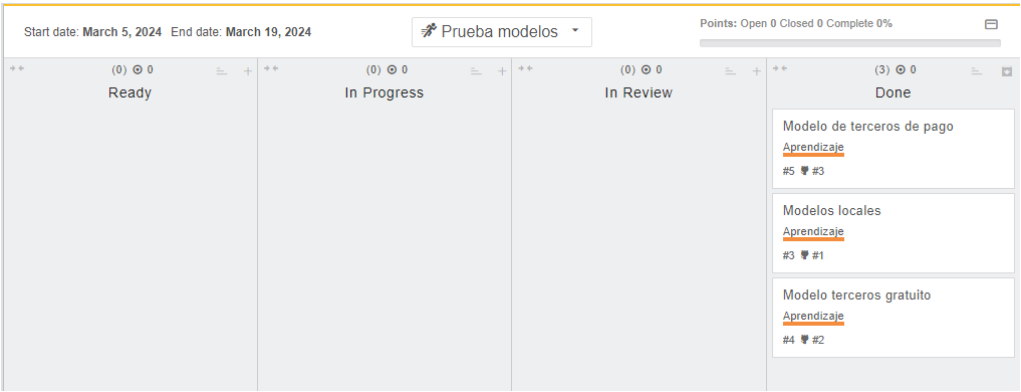 Start date: March 5, 2024 End date: March 19, 2024
Prueba modelos
Points: Open 0 Closed 0 Complete 0%
(0) 0
Ready
(0) 0
In Progress
(0) 0
In Review
(3) 0
Done
Modelo de terceros de pago
Aprendizaje
#5 #3
Modelos locales
Aprendizaje
#3 #1
Modelo terceros gratuito
Aprendizaje
#4 #2